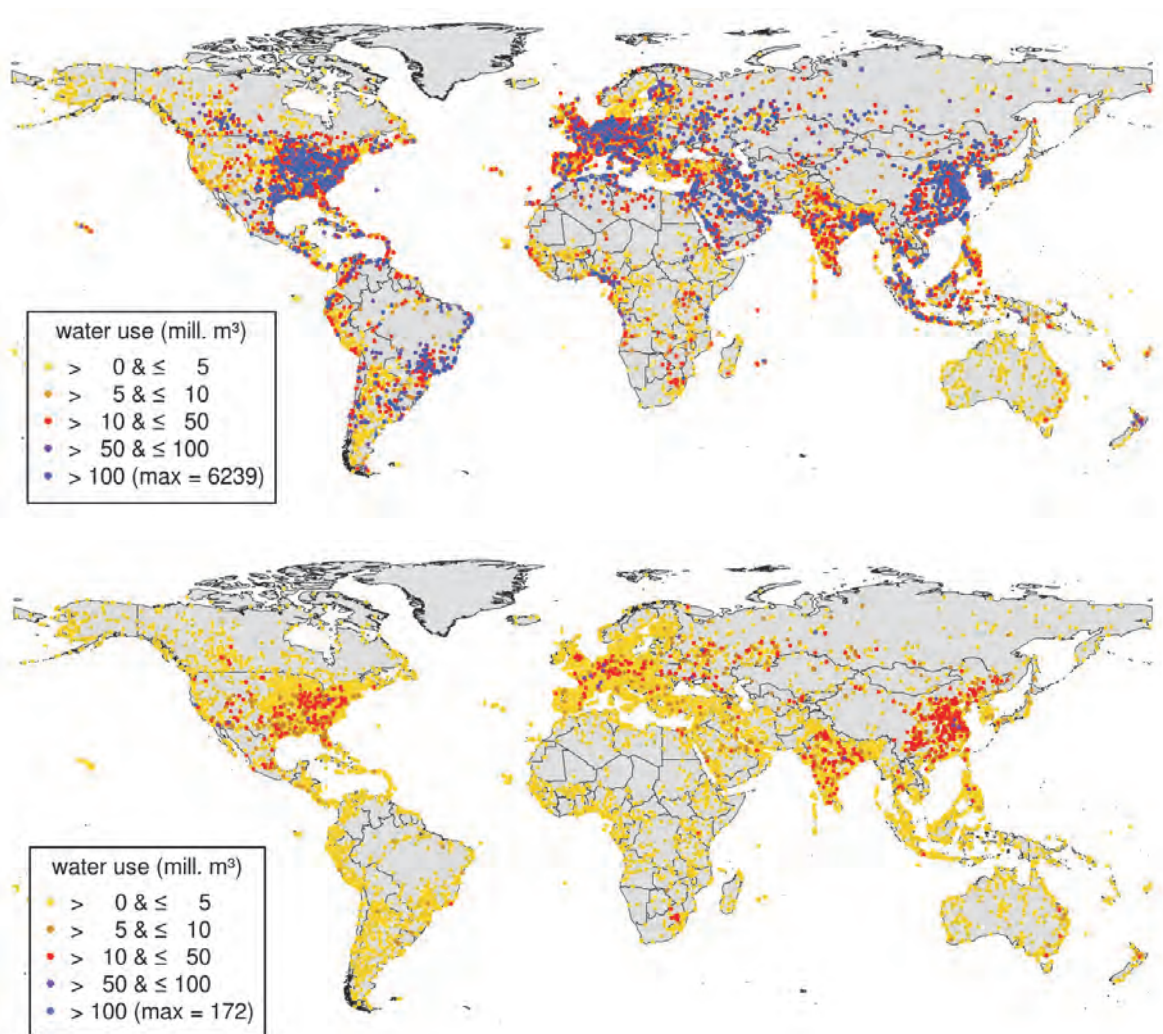 water use (mill. m³)
> 0 & ≤ 5
> 5 & ≤ 10
> 10 & ≤ 50
> 50 & ≤ 100
> 100 (max = 6239)
water use (mill. m³)
> 0 & ≤ 5
> 5 & ≤ 10
> 10 & ≤ 50
> 50 & ≤ 100
> 100 (max = 172)